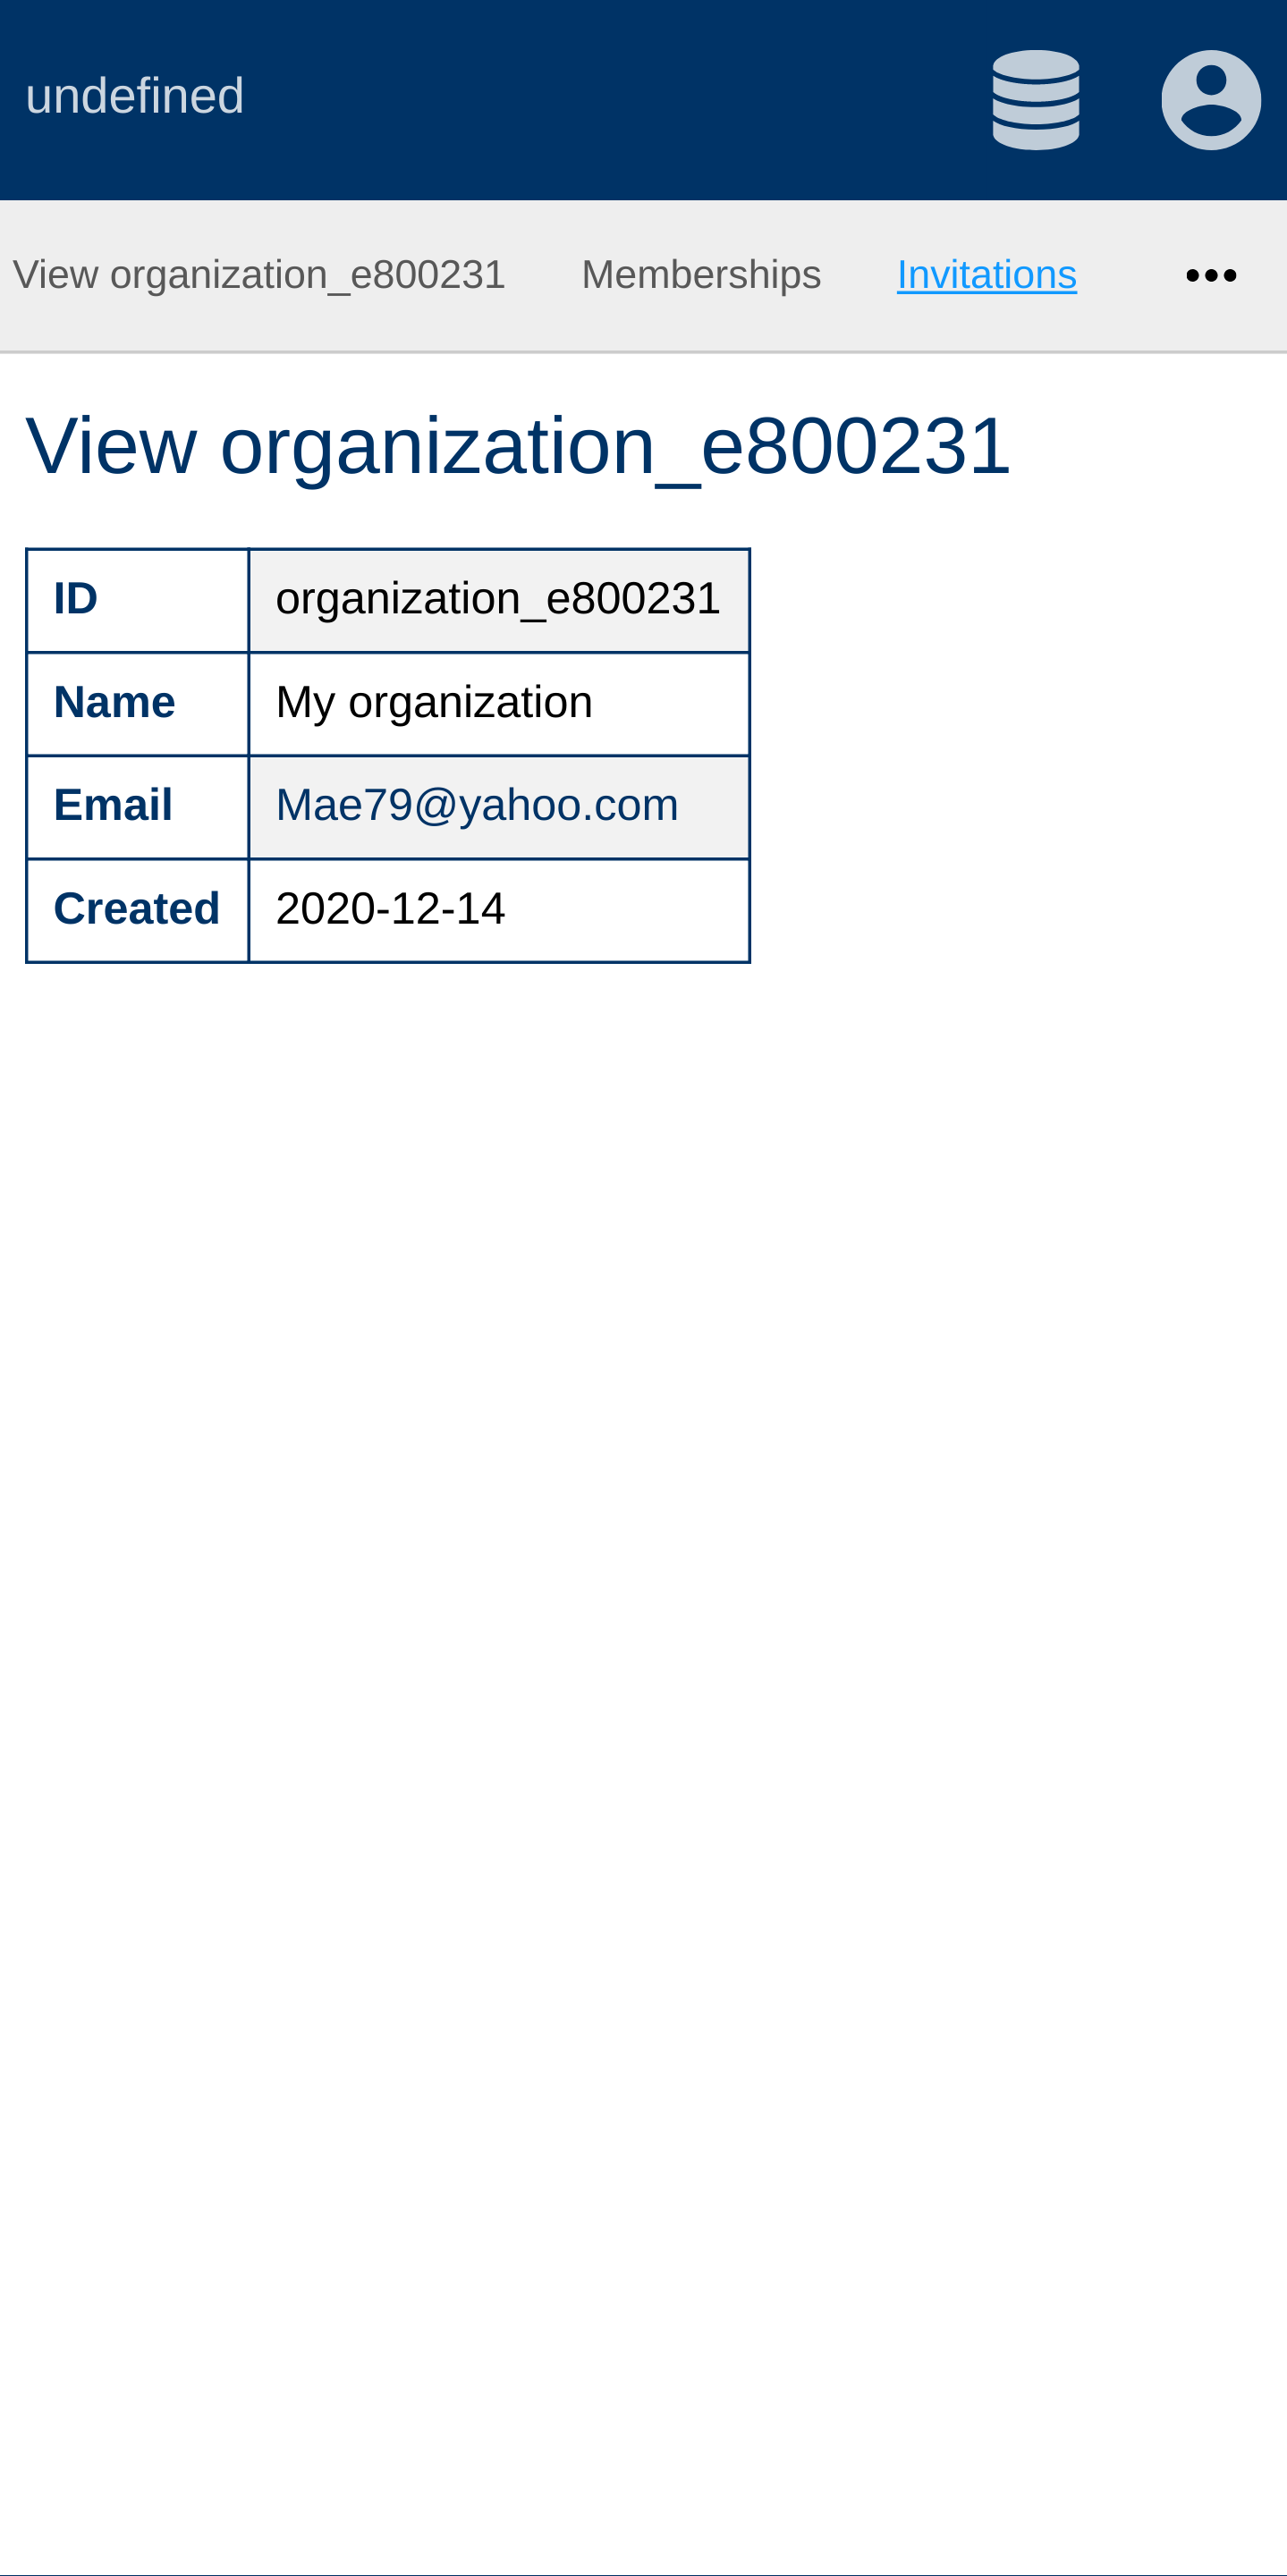 undefined
View organization_e800231 Memberships Invitations •••
View organization_e800231
ID organization_e800231
Name My organization
Email Mae79@yahoo.com
Created 2020-12-14